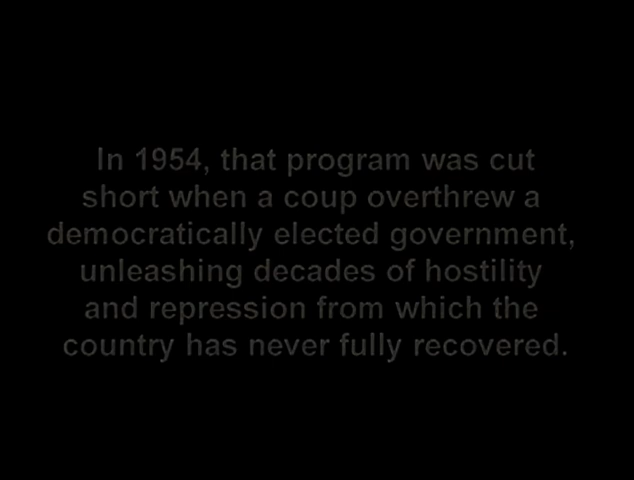 In 1954, that program was cut
short when a coup overthrew a
democratically elected government,
unleashing decades of hostility
and repression from which the
country has never fully recovered.